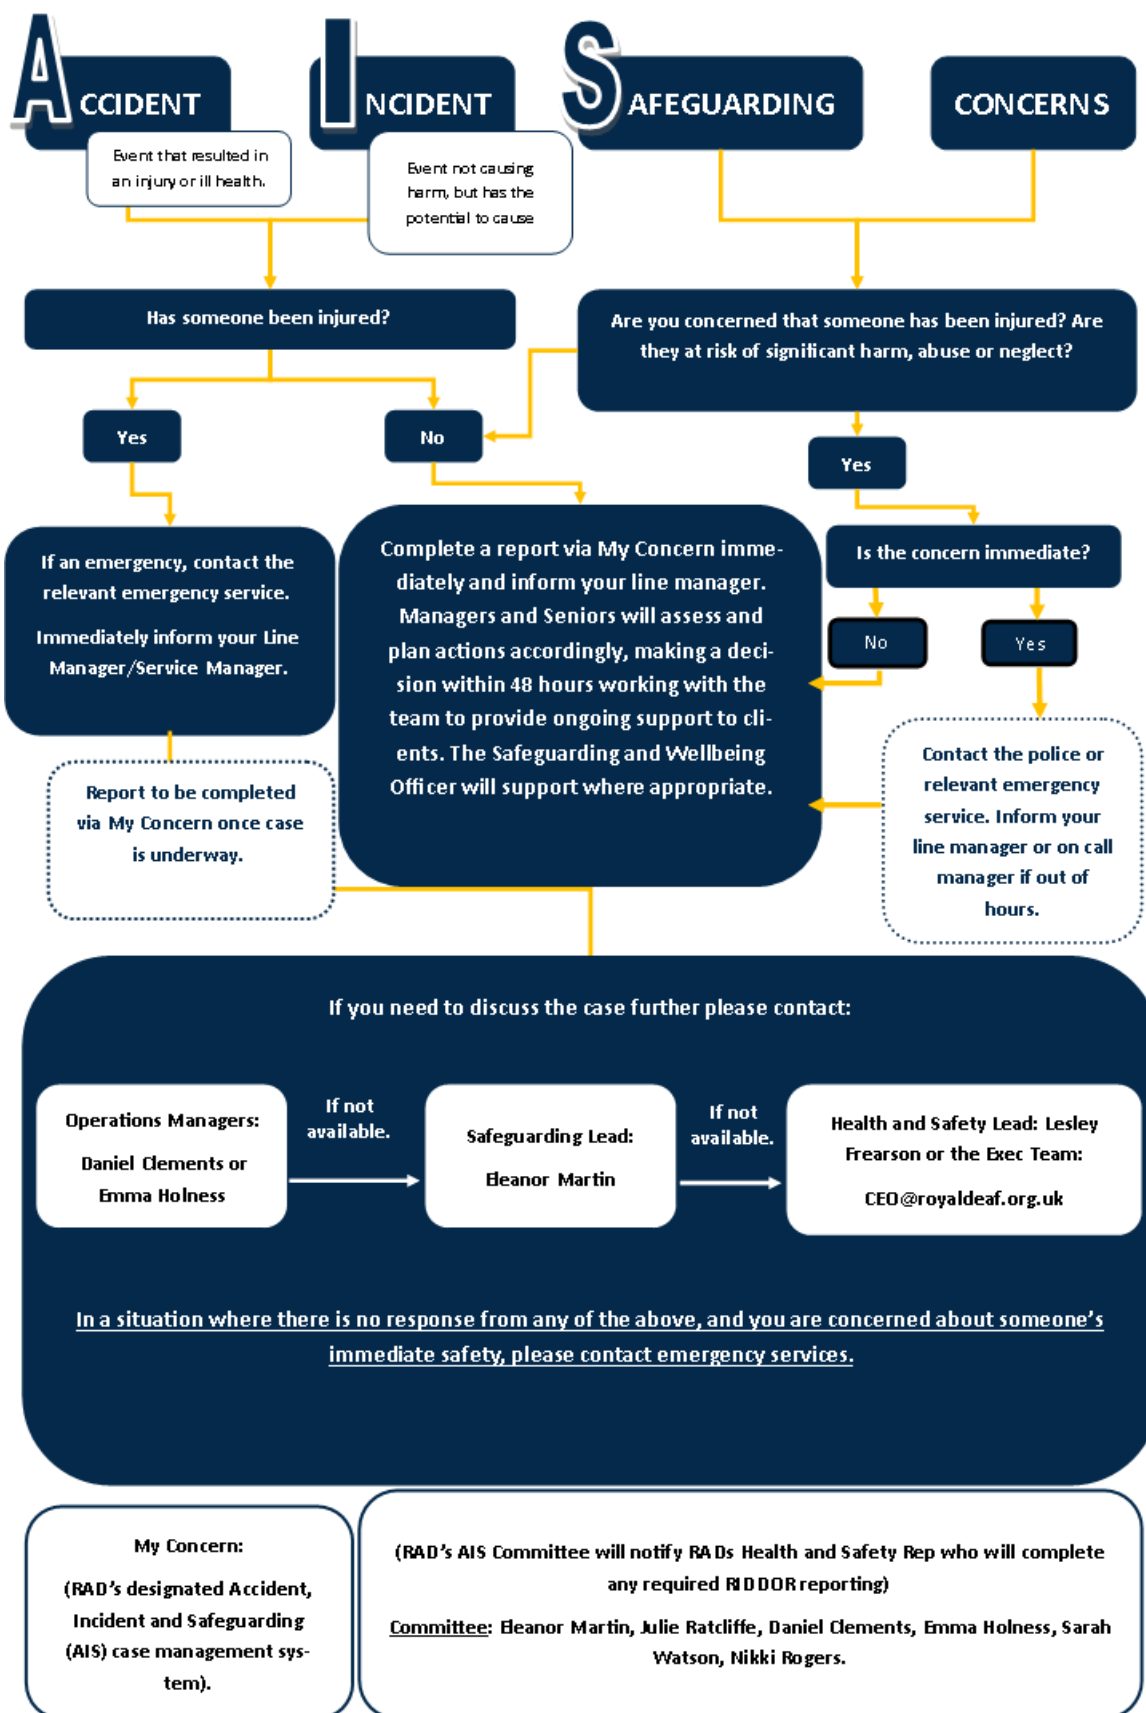 ACCIDENT
INCIDENT
SAFEGUARDING
CONCERNS
Event that resulted in
an injury or ill health.
Event not causing
harm, but has the
potential to cause
Has someone been injured?
Are you concerned that someone has been injured? Are
they at risk of significant harm, abuse or neglect?
Yes
No
Yes
If an emergency, contact the
relevant emergency service.
Immediately inform your Line
Manager/Service Manager.
Complete a report via My Concern imme-
diately and inform your line manager.
Managers and Seniors will assess and
plan actions accordingly, making a deci-
sion within 48 hours working with the
team to provide ongoing support to cli-
ents. The Safeguarding and Wellbeing
Officer will support where appropriate.
Is the concern immediate?
No
Yes
Report to be completed
via My Concern once case
is underway.
Contact the police or
relevant emergency
service. Inform your
line manager or on call
manager if out of
hours.
If you need to discuss the case further please contact:
Operations Managers:
Daniel Clements or
Emma Holness
If not
available.
Safeguarding Lead:
Eleanor Martin
If not
available.
Health and Safety Lead: Lesley
Frearson or the Exec Team:
CEO@royaldeaf.org.uk
In a situation where there is no response from any of the above, and you are concerned about someone's
immediate safety, please contact emergency services.
My Concern:
(RAD's designated Accident,
Incident and Safeguarding
(AIS) case management sys-
tem).
(RAD's AIS Committee will notify RADs Health and Safety Rep who will complete
any required RIDDOR reporting)
Committee: Eleanor Martin, Julie Ratcliffe, Daniel Clements, Emma Holness, Sarah
Watson, Nikki Rogers.